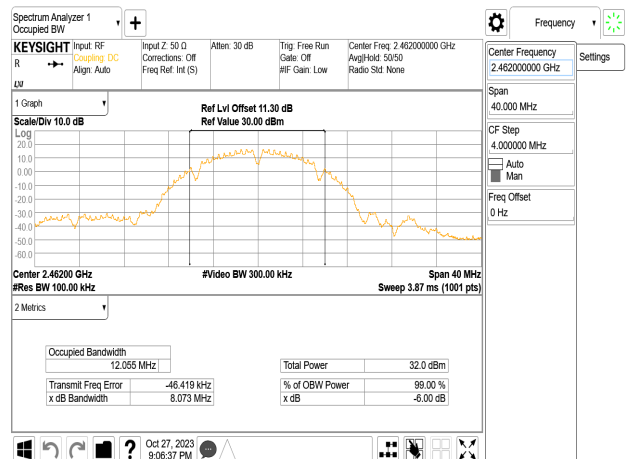 Spectrum Analyzer 1
Occupied BW
Frequency
KEYSIGHT
R
LXI
Input: RF
Coupling: DC
Align: Auto
Input Z: 50 Ω
Corrections: Off
Freq Ref: Int (S)
Atten: 30 dB
Trig: Free Run
Gate: Off
#IF Gain: Low
Center Freq: 2.462000000 GHz
Avg|Hold: 50/50
Radio Std: None
Center Frequency
2.462000000 GHz
Settings
Span
40.000 MHz
CF Step
4.000000 MHz
Auto
Man
Freq Offset
0 Hz
1 Graph
Scale/Div 10.0 dB
Ref Lvl Offset 11.30 dB
Ref Value 30.00 dBm
Log
20.0
10.0
0.00
-10.0
-20.0
-30.0
-40.0
-50.0
-60.0
Center 2.46200 GHz
#Res BW 100.00 kHz
#Video BW 300.00 kHz
Span 40 MHz
Sweep 3.87 ms (1001 pts)
2 Metrics
Occupied Bandwidth
12.055 MHz
Total Power 32.0 dBm
Transmit Freq Error -46.419 kHz
% of OBW Power 99.00 %
x dB Bandwidth 8.073 MHz
x dB -6.00 dB
?
Oct 27, 2023
9:06:37 PM